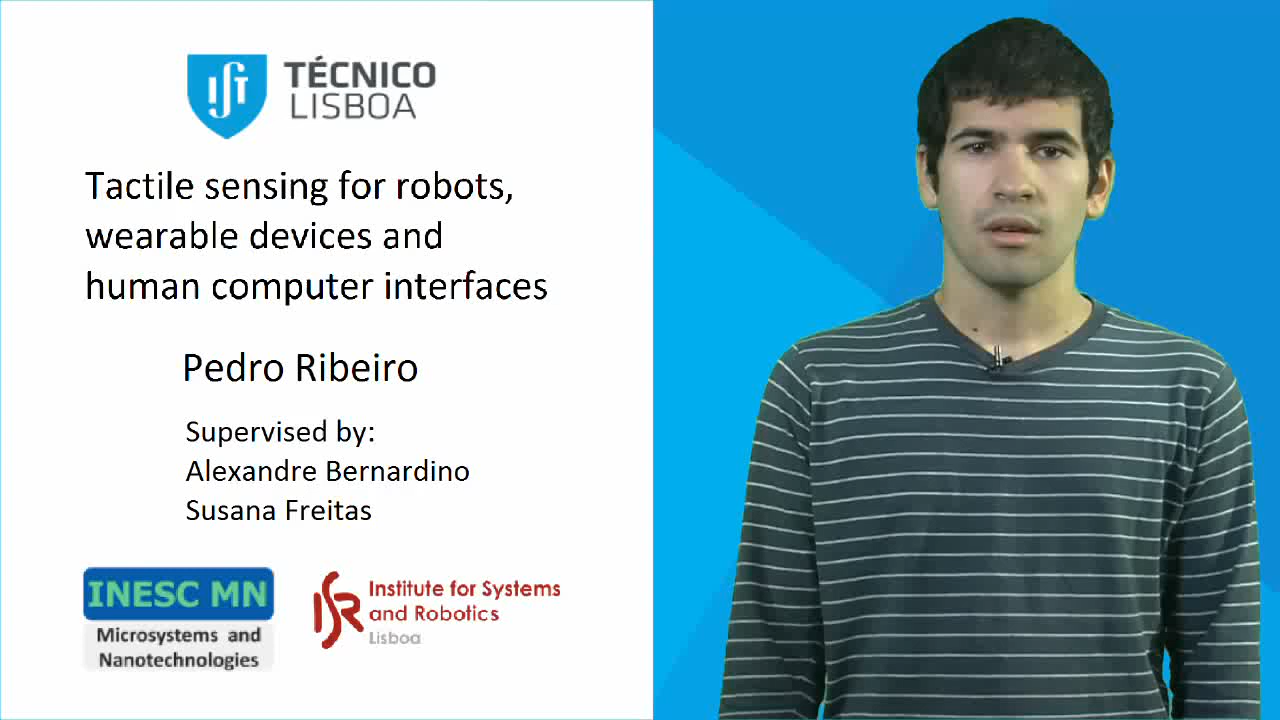 TÉCNICO
LISBOA
Tactile sensing for robots,
wearable devices and
human computer interfaces
Pedro Ribeiro
Supervised by:
Alexandre Bernardino
Susana Freitas
INESC MN
Microsystems and
Nanotechnologies
ISR
Institute for Systems
and Robotics
Lisboa